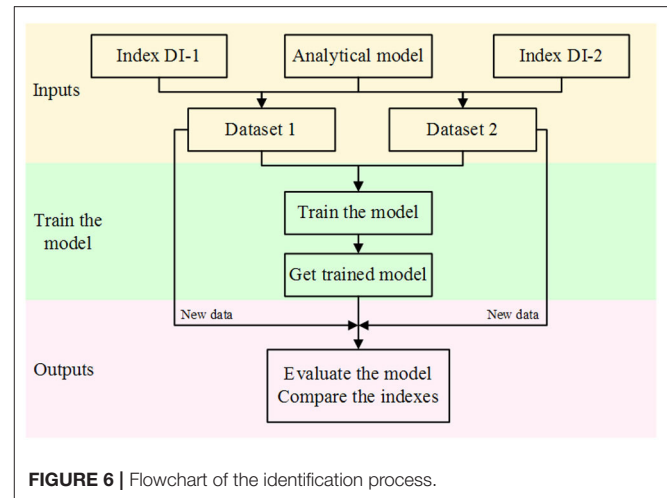 Index DI-1
Analytical model
Index DI-2
Inputs
Dataset 1
Dataset 2
Train the
model
Train the model
Get trained model
New data
New data
Outputs
Evaluate the model
Compare the indexes
FIGURE 6 | Flowchart of the identification process.